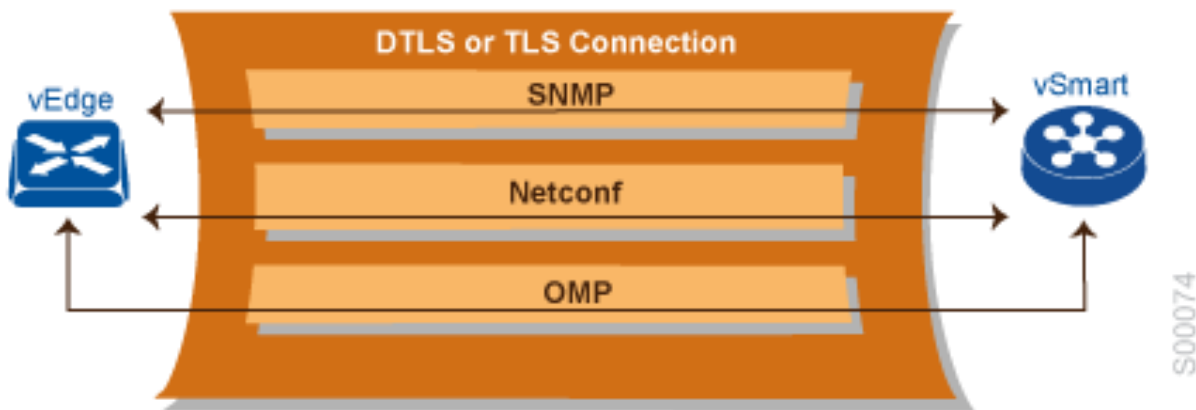 DTLS or TLS Connection
SNMP
vEdge
vSmart
Netconf
OMP
S00074